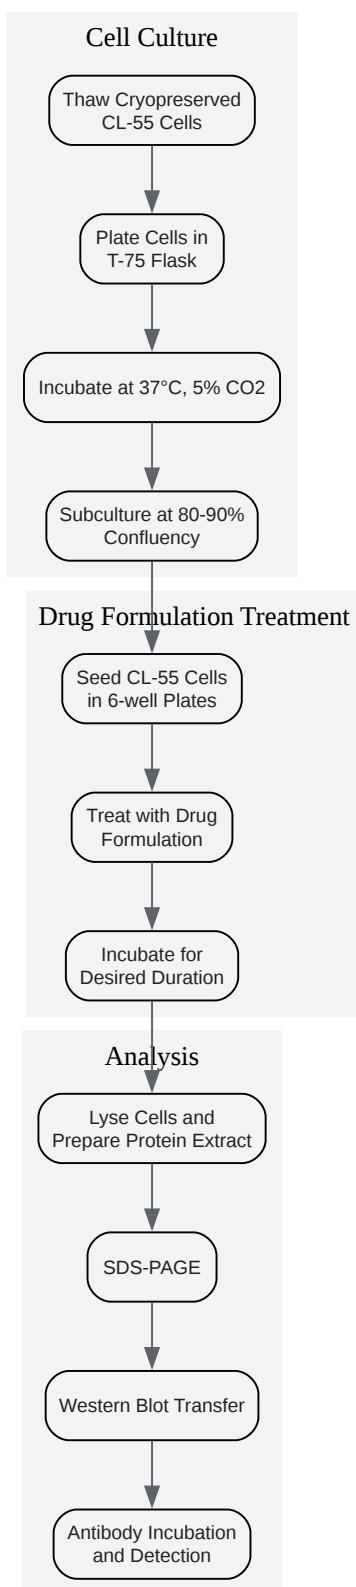 Cell Culture
Thaw Cryopreserved
CL-55 Cells
Plate Cells in
T-75 Flask
Incubate at 37°C, 5% CO2
Subculture at 80-90%
Confluency
Drug Formulation Treatment
Seed CL-55 Cells
in 6-well Plates
Treat with Drug
Formulation
Incubate for
Desired Duration
Analysis
Lyse Cells and
Prepare Protein Extract
SDS-PAGE
Western Blot Transfer
Antibody Incubation
and Detection